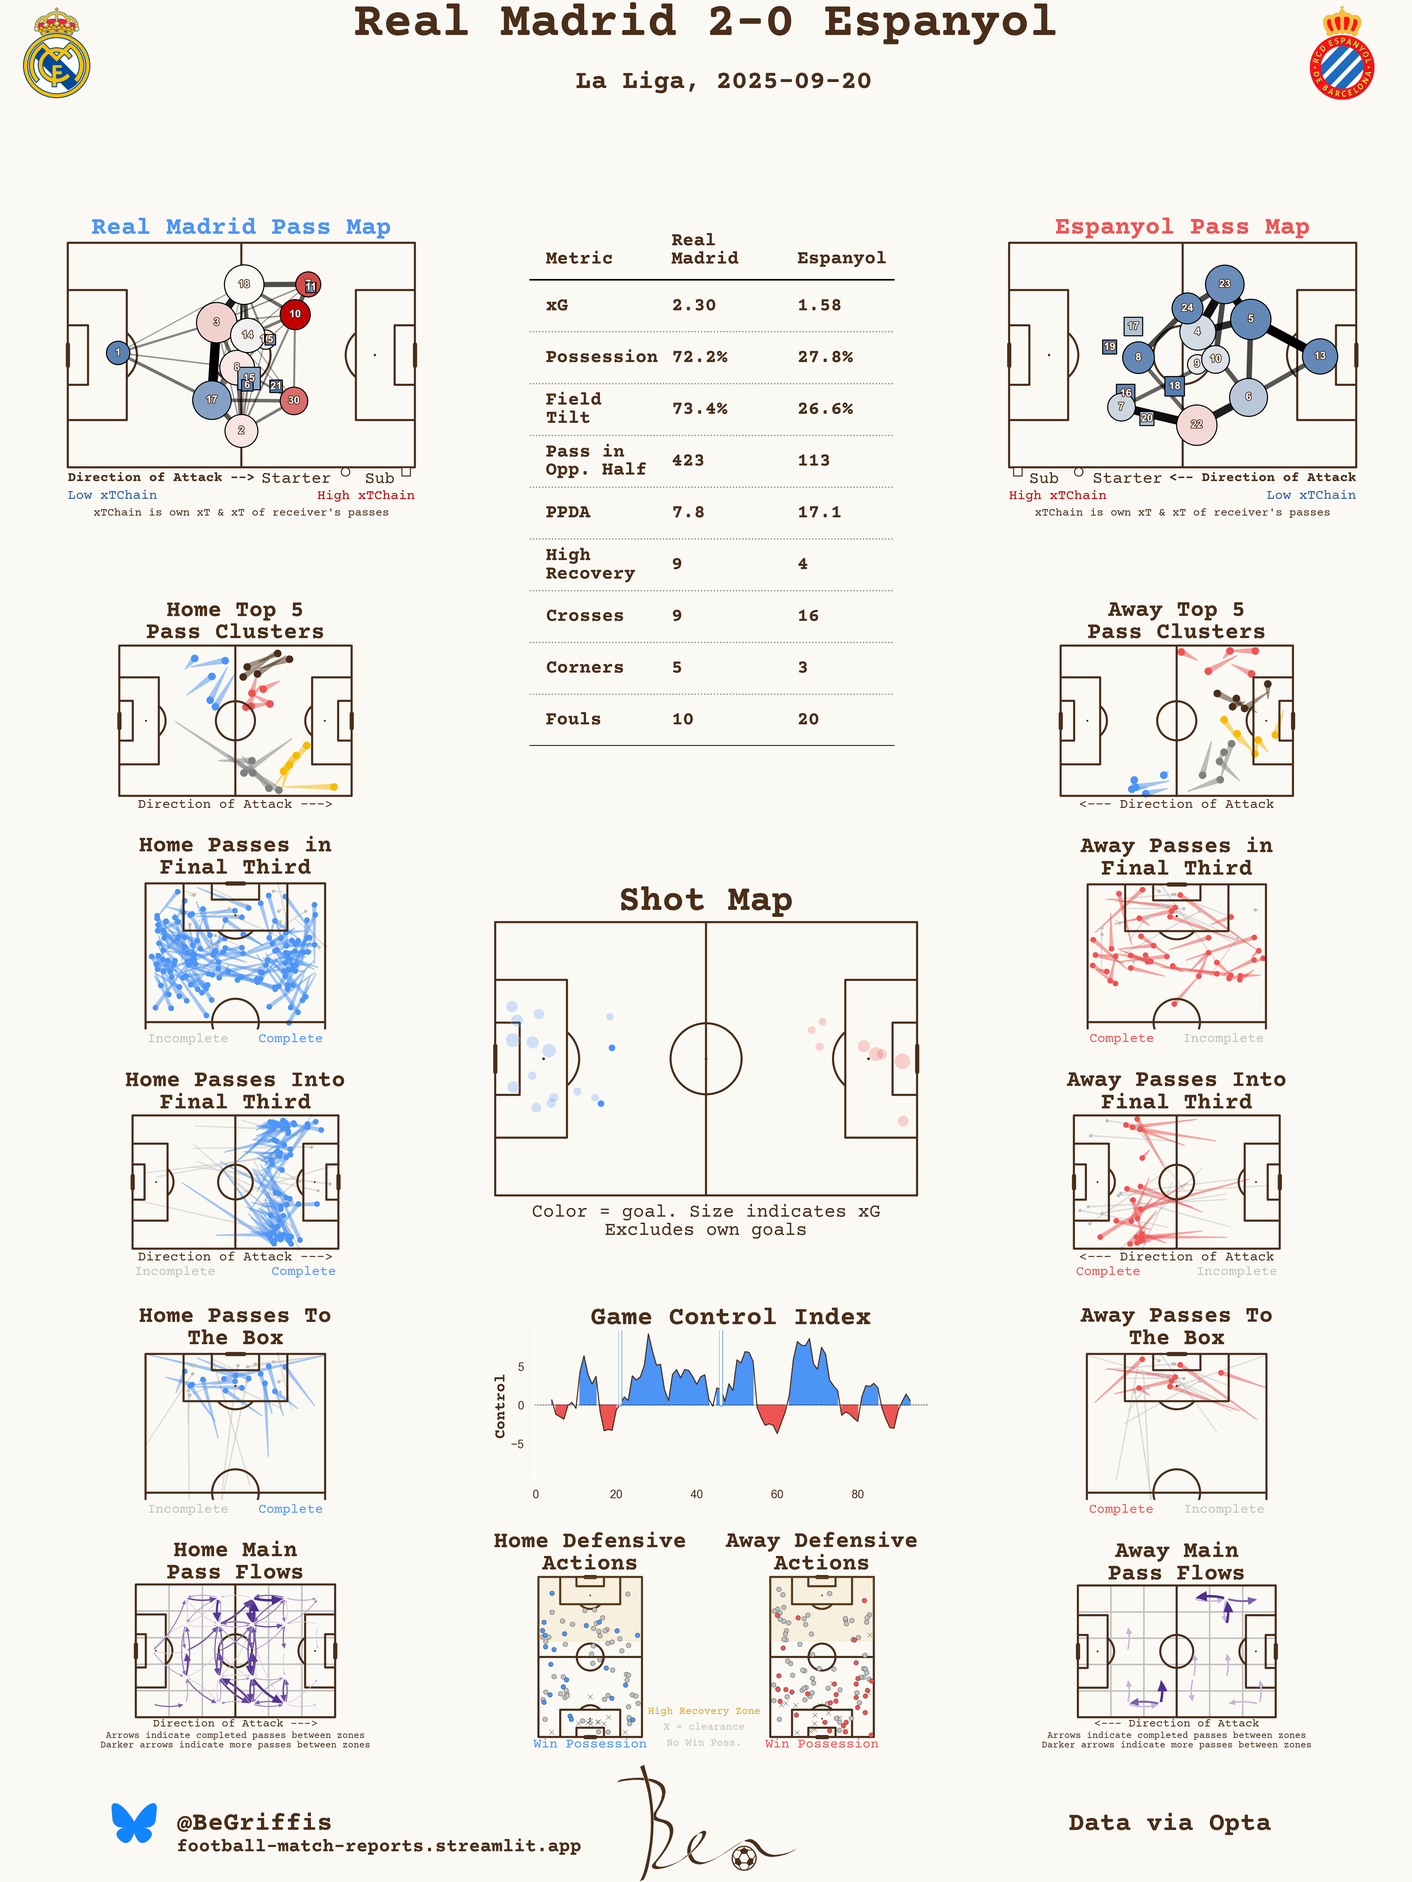 Real Madrid 2-0 Espanyol
La Liga, 2025-09-20
RCD ESPANYOL
DE BARCELONA
Real Madrid Pass Map
1
18
3
10
11
14
8
15
6
21
17
30
2
Direction of Attack --> Starter Sub
Low xTChain High xTChain
xTChain is own xT & xT of receiver's passes
Metric Real Madrid Espanyol
xG 2.30 1.58
Possession 72.2% 27.8%
Field Tilt 73.4% 26.6%
Pass in Opp. Half 423 113
PPDA 7.8 17.1
High Recovery 9 4
Crosses 9 16
Corners 5 3
Fouls 10 20
Espanyol Pass Map
23
24
5
17
4
19
8
9
10
13
18
16
7
6
20
22
Sub Starter <-- Direction of Attack
High xTChain Low xTChain
xTChain is own xT & xT of receiver's passes
Home Top 5
Pass Clusters
Direction of Attack --->
Away Top 5
Pass Clusters
<--- Direction of Attack
Home Passes in
Final Third
Incomplete Complete
Away Passes in
Final Third
Complete Incomplete
Shot Map
Color = goal. Size indicates xG
Excludes own goals
Home Passes Into
Final Third
Direction of Attack --->
Incomplete Complete
Away Passes Into
Final Third
<--- Direction of Attack
Complete Incomplete
Home Passes To
The Box
Incomplete Complete
Game Control Index
Control
5
0
−5
0 20 40 60 80
Away Passes To
The Box
Complete Incomplete
Home Main
Pass Flows
Direction of Attack --->
Arrows indicate completed passes between zones
Darker arrows indicate more passes between zones
Home Defensive
Actions
Win Possession
High Recovery Zone
X = clearance
No Win Poss.
Away Defensive
Actions
Win Possession
Away Main
Pass Flows
<--- Direction of Attack
Arrows indicate completed passes between zones
Darker arrows indicate more passes between zones
@BeGriffis
football-match-reports.streamlit.app
Ben
Data via Opta